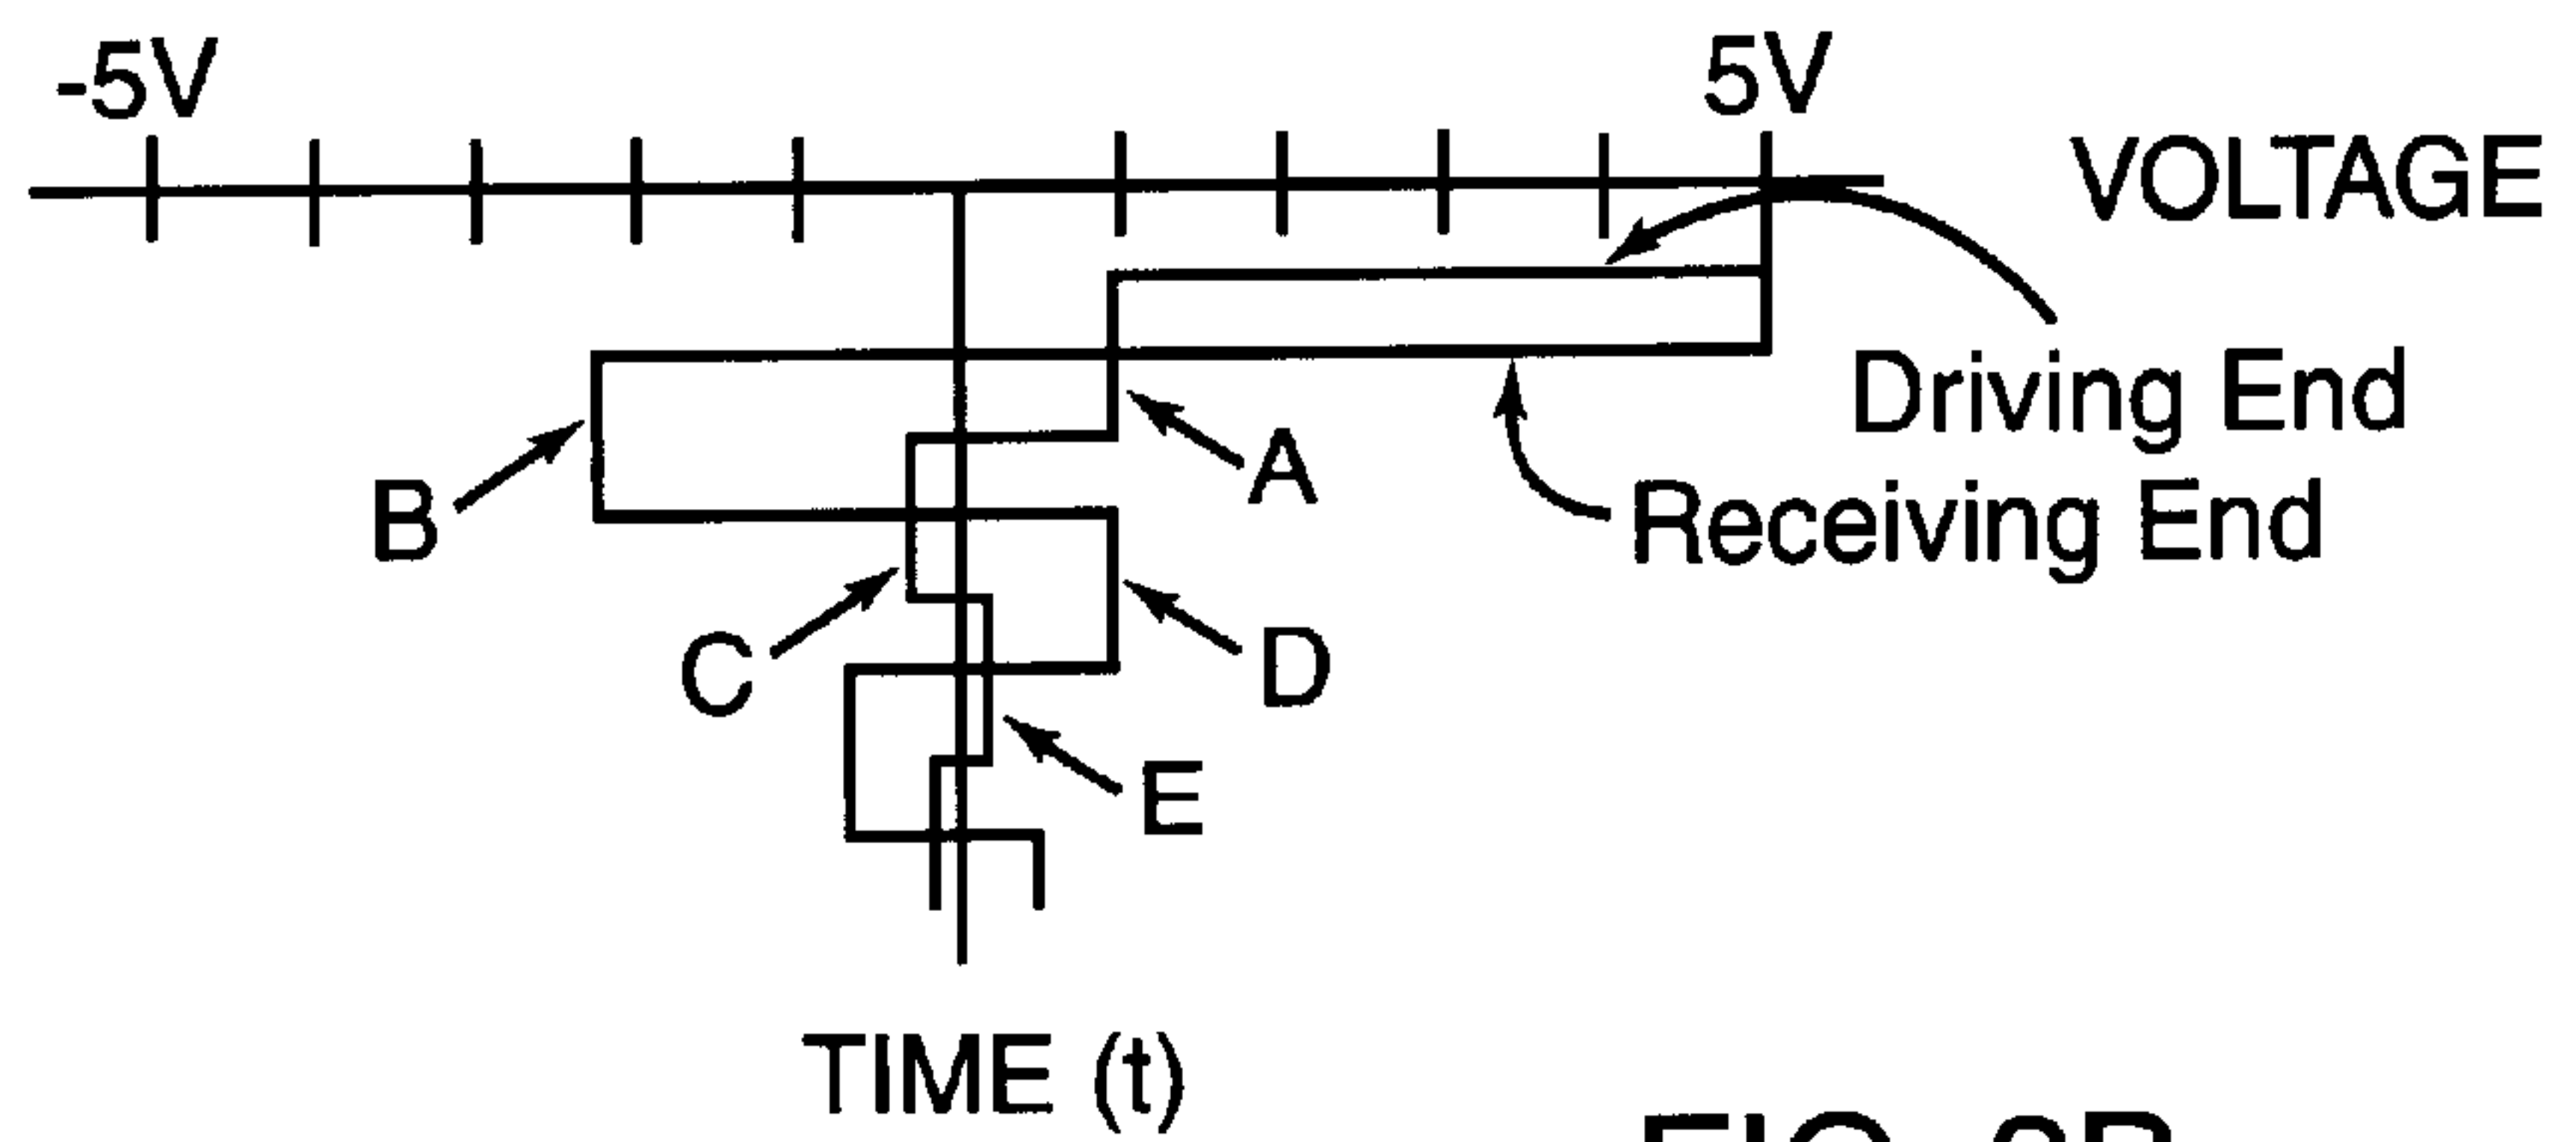 -5V
5V
VOLTAGE
Driving End
A
Receiving End
B
C
D
E
TIME (t)